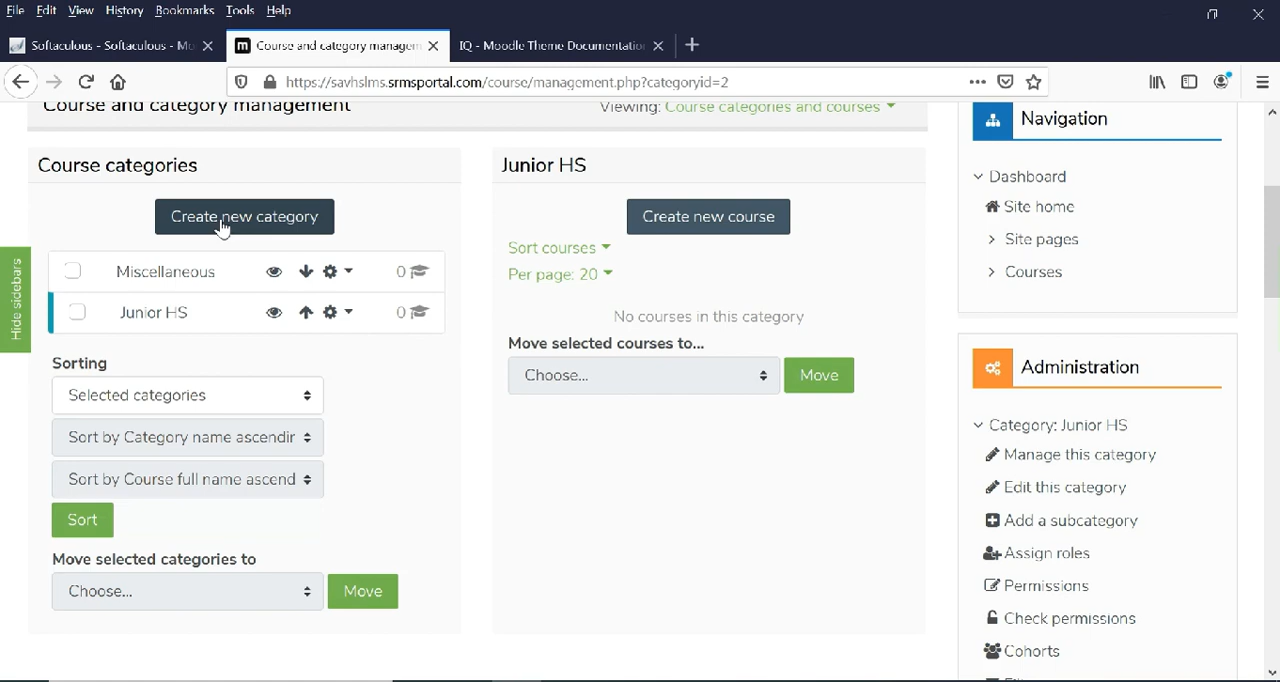 File Edit View History Bookmarks Tools Help
Softaculous - Softaculous - Mo
Course and category managem
IQ - Moodle Theme Documentatio
https://savhslms.srmsportal.com/course/management.php?categoryid=2
Course and category management
Viewing: Course categories and courses
Course categories
Create new category
Miscellaneous 0
Junior HS 0
Sorting
Selected categories
Sort by Category name ascendir
Sort by Course full name ascend
Sort
Move selected categories to
Choose... Move
Junior HS
Create new course
Sort courses
Per page: 20
No courses in this category
Move selected courses to...
Choose... Move
Navigation
Dashboard
Site home
Site pages
Courses
Administration
Category: Junior HS
Manage this category
Edit this category
Add a subcategory
Assign roles
Permissions
Check permissions
Cohorts
Hide sidebars